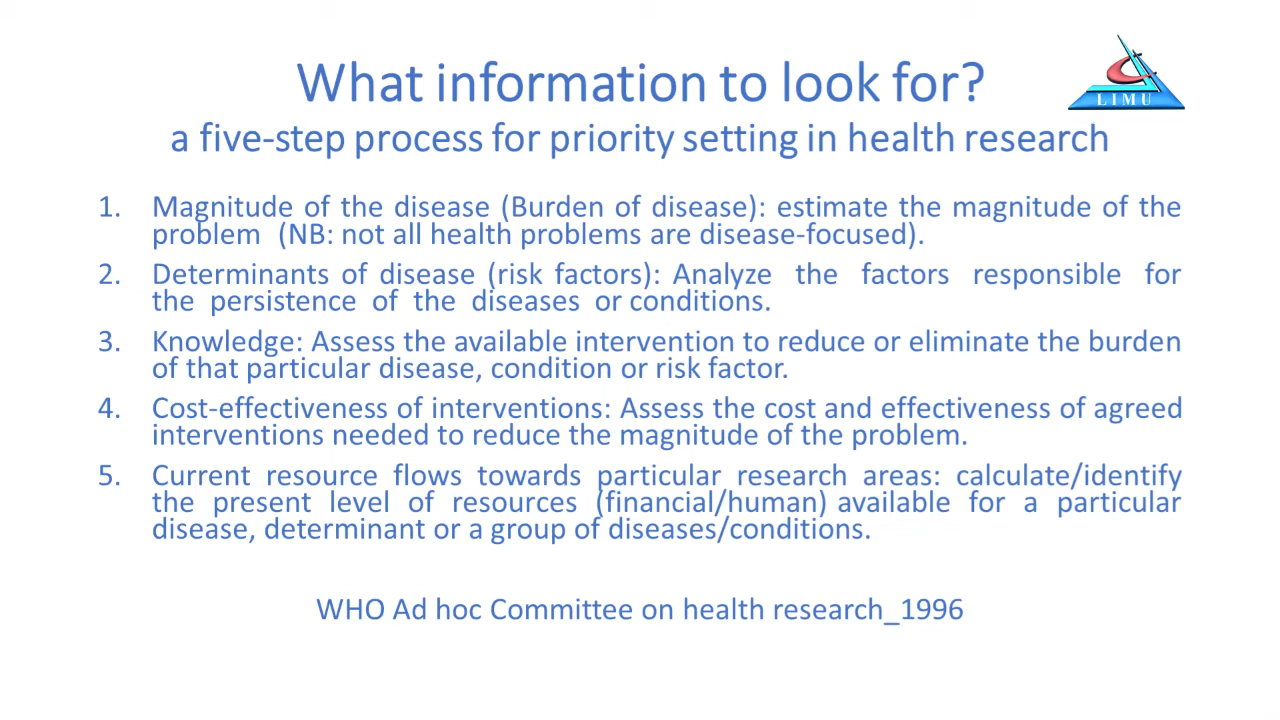 LIMU
What information to look for?
a five-step process for priority setting in health research
1. Magnitude of the disease (Burden of disease): estimate the magnitude of the
problem (NB: not all health problems are disease-focused).
2. Determinants of disease (risk factors): Analyze the factors responsible for
the persistence of the diseases or conditions.
3. Knowledge: Assess the available intervention to reduce or eliminate the burden
of that particular disease, condition or risk factor.
4. Cost-effectiveness of interventions: Assess the cost and effectiveness of agreed
interventions needed to reduce the magnitude of the problem.
5. Current resource flows towards particular research areas: calculate/identify
the present level of resources (financial/human) available for a particular
disease, determinant or a group of diseases/conditions.
WHO Ad hoc Committee on health research_1996